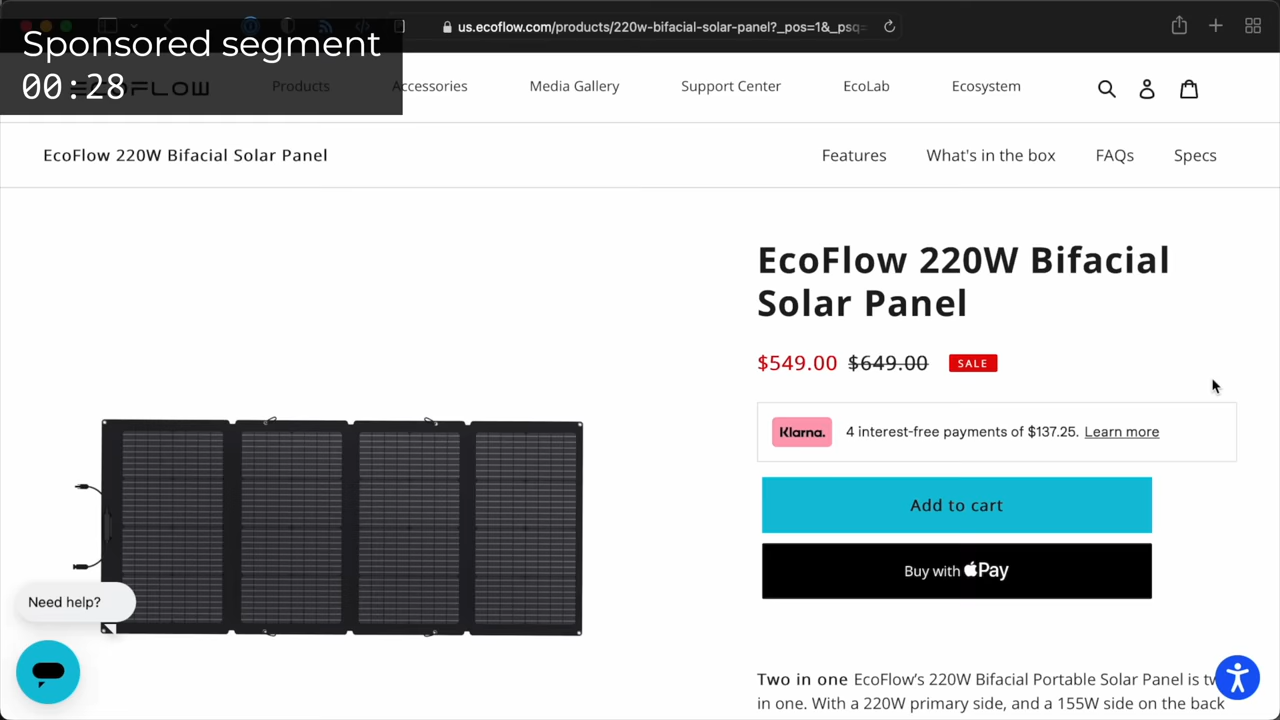 us.ecoflow.com/products/220w-bifacial-solar-panel?_pos=1&_psq=
Sponsored segment
00:28
ECOFLOW
Products
Accessories
Media Gallery
Support Center
EcoLab
Ecosystem
EcoFlow 220W Bifacial Solar Panel
Features
What's in the box
FAQs
Specs
EcoFlow 220W Bifacial
Solar Panel
$549.00 $649.00 SALE
Klarna. 4 interest-free payments of $137.25. Learn more
Add to cart
Buy with Pay
Need help?
Two in one EcoFlow's 220W Bifacial Portable Solar Panel is
in one. With a 220W primary side, and a 155W side on the back